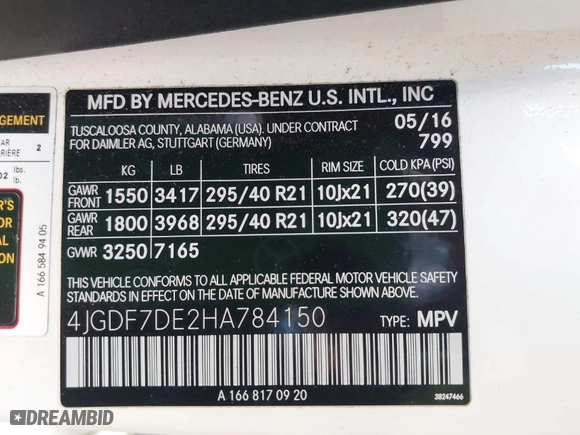 MFD BY MERCEDES-BENZ U.S. INTL., INC
TUSCALOOSA COUNTY, ALABAMA (USA). UNDER CONTRACT 05/16
FOR DAIMLER AG, STUTTGART (GERMANY) 799
KG LB TIRES RIM SIZE COLD KPA(PSI)
GAWR FRONT 1550 3417 295/40 R21 10Jx21 270(39)
GAWR REAR 1800 3968 295/40 R21 10Jx21 320(47)
GVWR 3250 7165
THIS VEHICLE CONFORMS TO ALL APPLICABLE FEDERAL MOTOR VEHICLE SAFETY
STANDARDS IN EFFECT ON THE DATE OF MANUFACTURE SHOWN ABOVE.
4JGDF7DE2HA784150 TYPE: MPV
A 166 817 09 20
38247466
2
lbs.
lb.
A 166 584 94 05
DREAMBID